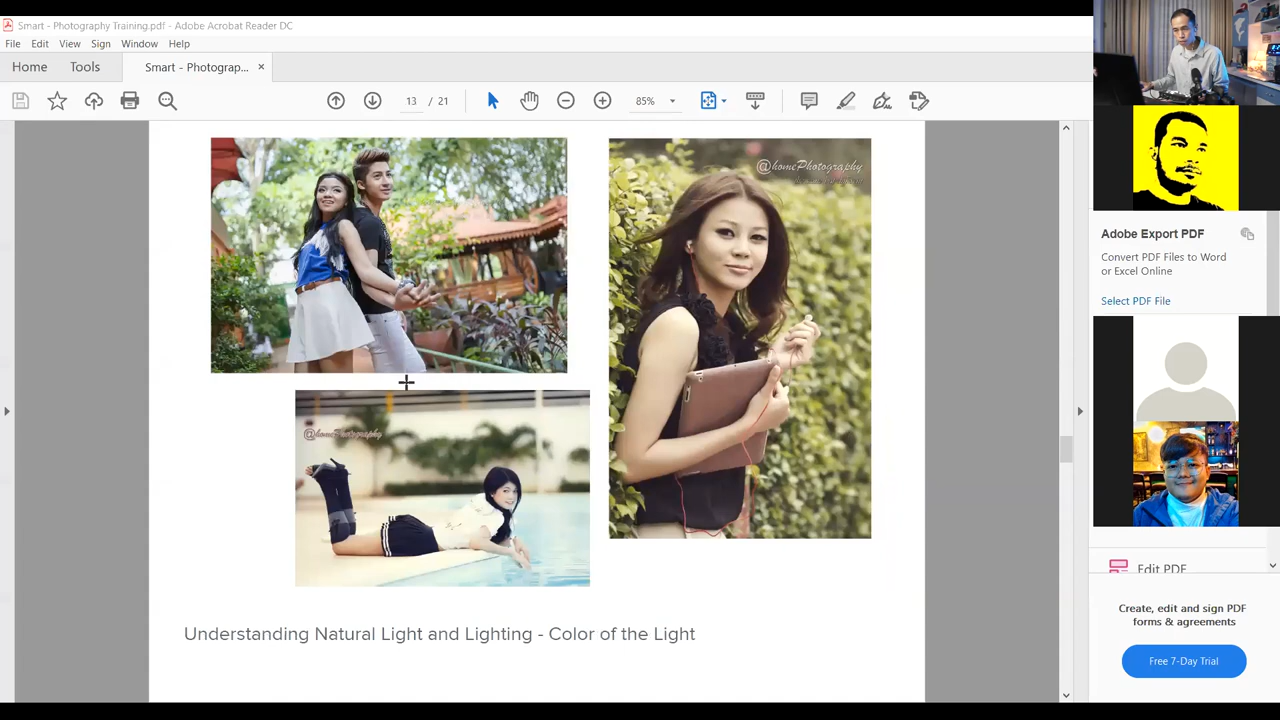 Smart - Photography Training.pdf - Adobe Acrobat Reader DC
File Edit View Sign Window Help
Home Tools Smart - Photograp... ×
13 / 21 85%
@homePhotography
@homePhotography
Understanding Natural Light and Lighting - Color of the Light
Adobe Export PDF
Convert PDF Files to Word
or Excel Online
Select PDF File
Edit PDF
Create, edit and sign PDF
forms & agreements
Free 7-Day Trial